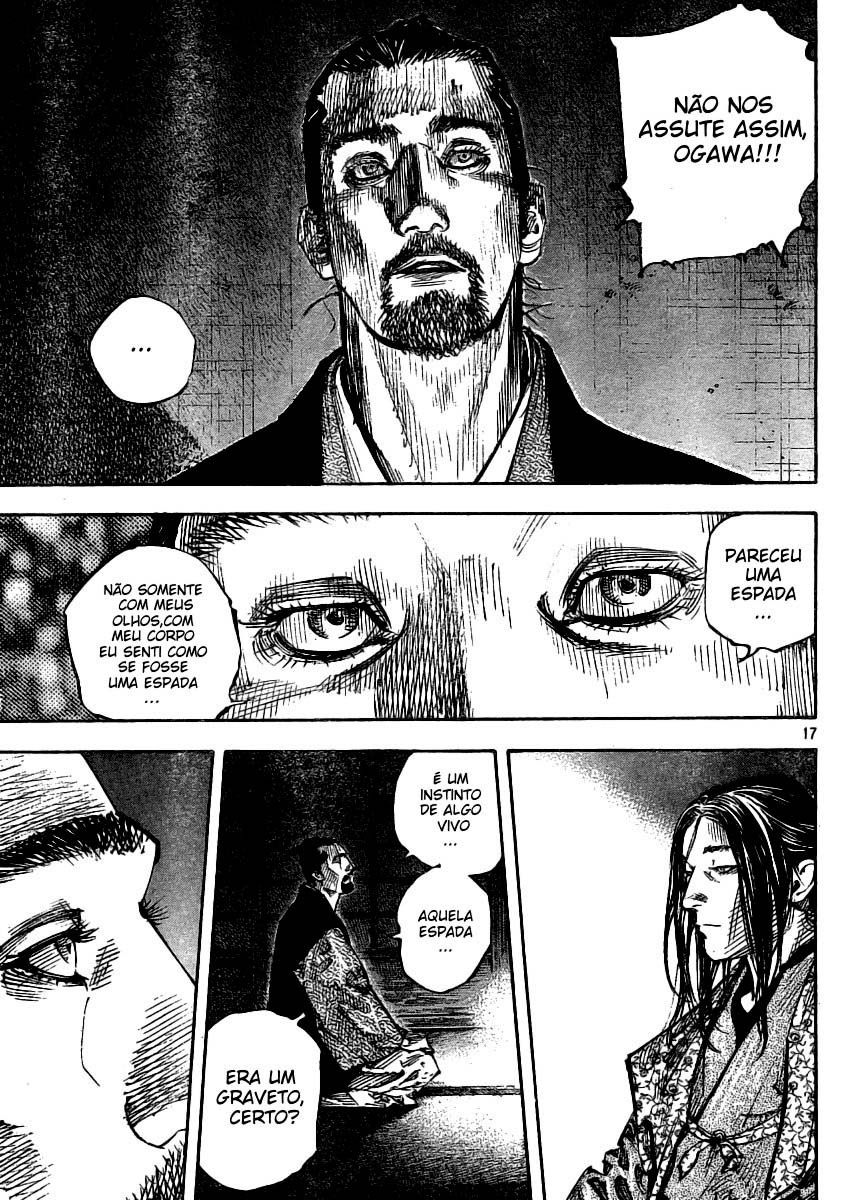 NÃO NOS
ASSUTE ASSIM,
OGAWA!!!
...
PARECEU
UMA
ESPADA
...
NÃO SOMENTE
COM MEUS
OLHOS,COM
MEU CORPO
EU SENTI COMO
SE FOSSE
UMA ESPADA
...
17
É UM
INSTINTO
DE ALGO
VIVO
...
AQUELA
ESPADA
...
ERA UM
GRAVETO,
CERTO?